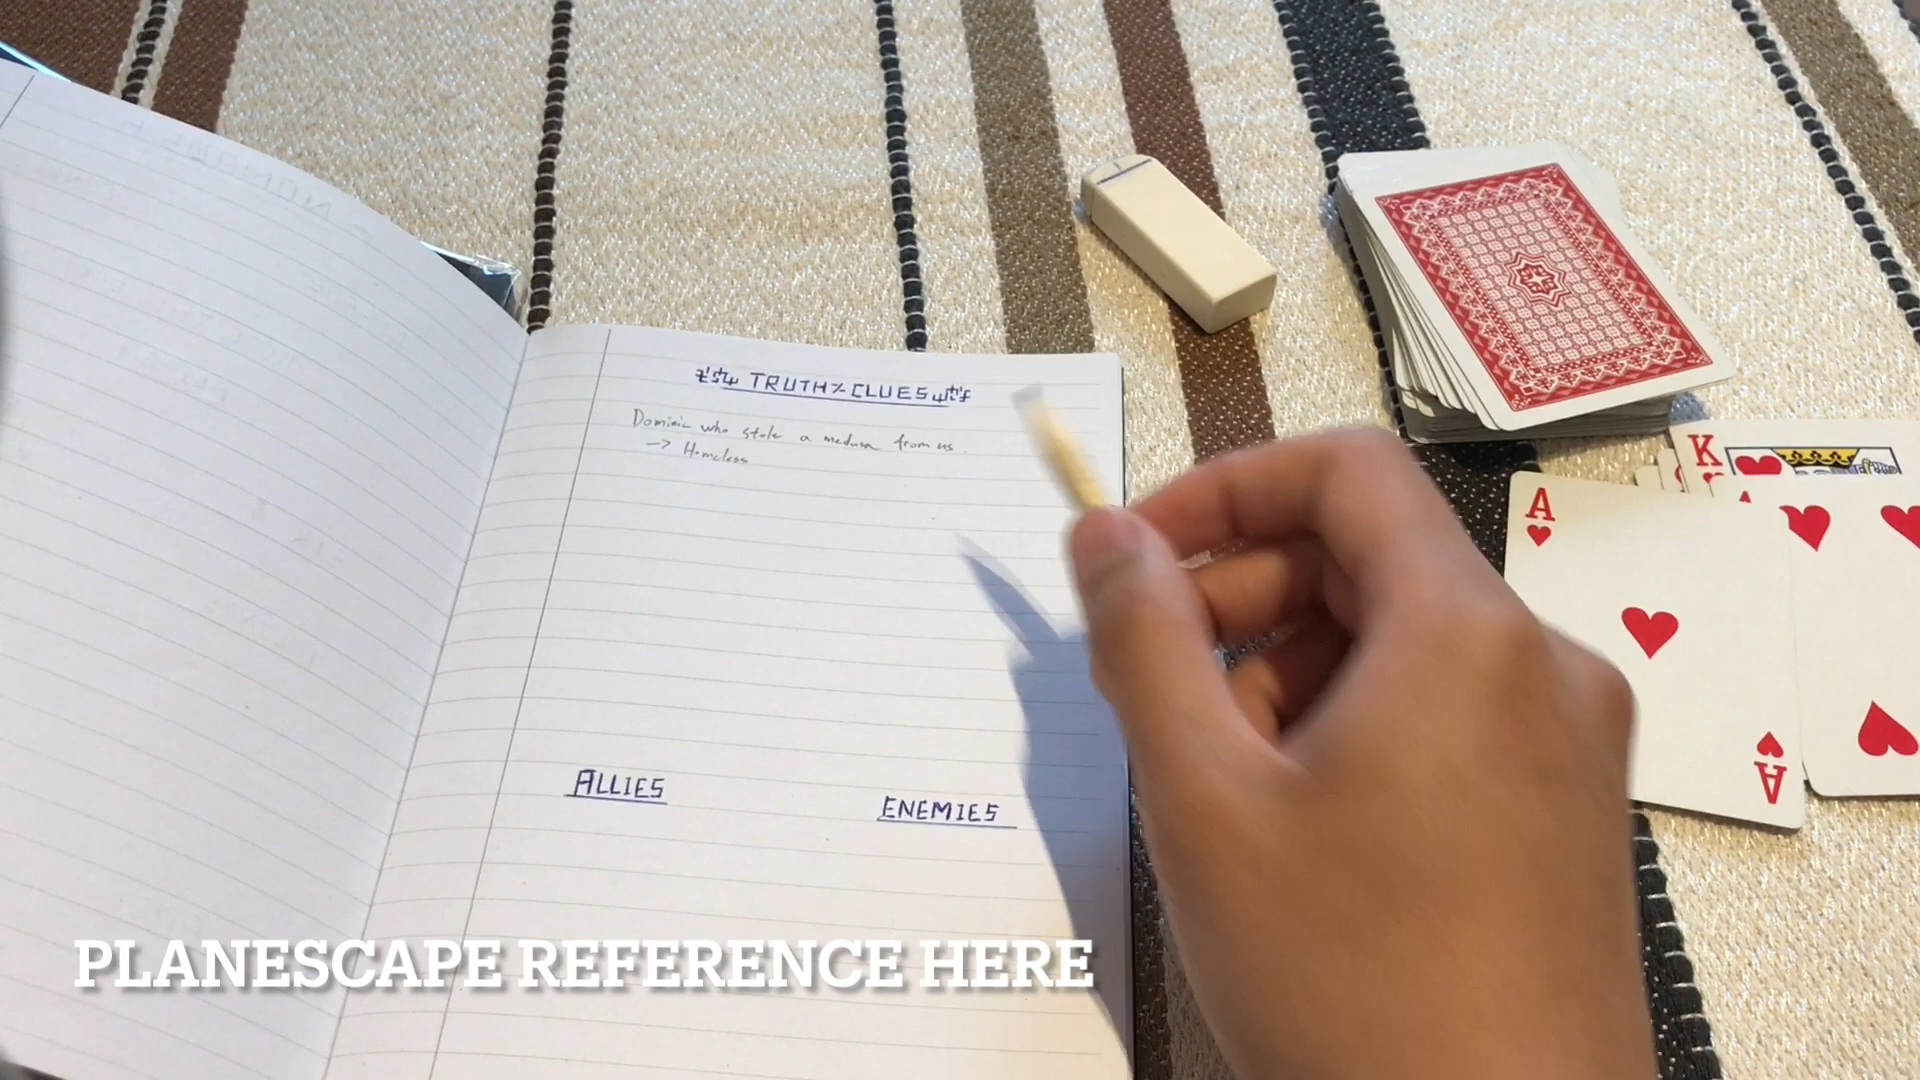 TRUTH & CLUES
Dominic who stole a medusa from us.
→ Homeless
ALLIES
ENEMIES
K
A
A
PLANESCAPE REFERENCE HERE